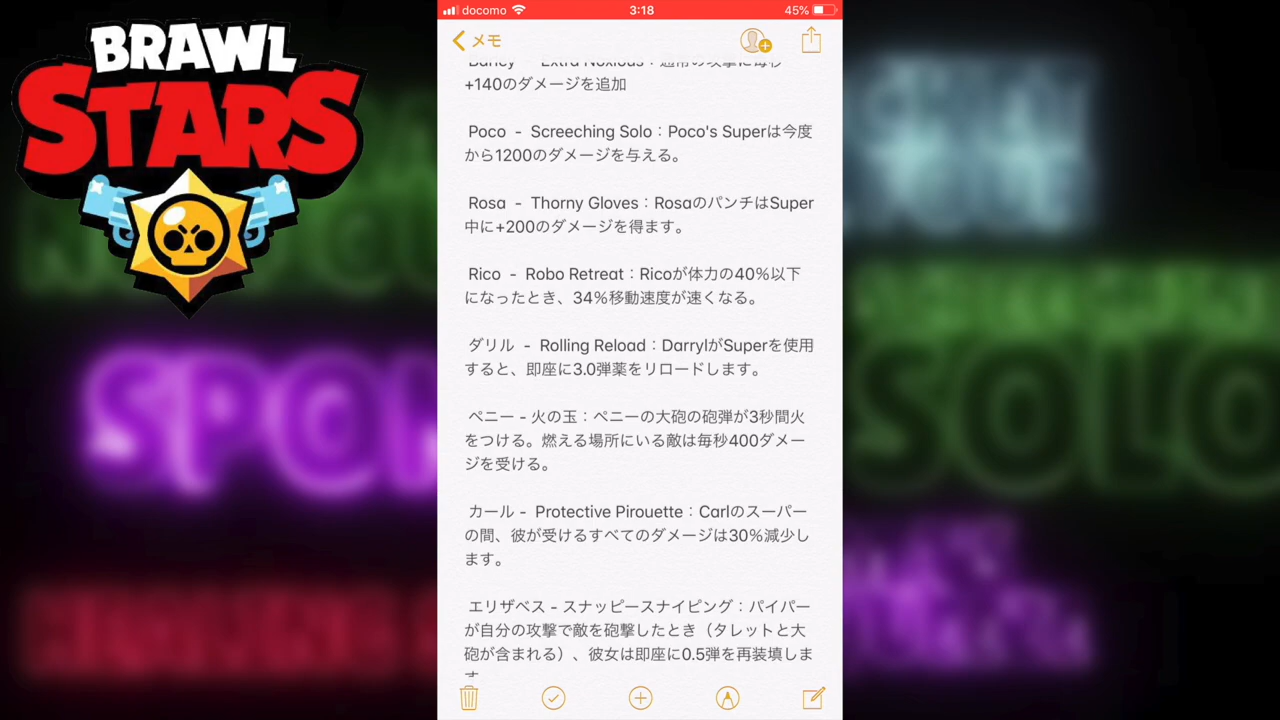 BRAWL
STARS
docomo
3:18
45%
メモ
Barley - Extra Noxious：通常の攻撃に毎秒
+140のダメージを追加
Poco - Screeching Solo：Poco's Superは今度
から1200のダメージを与える。
Rosa - Thorny Gloves：RosaのパンチはSuper
中に+200のダメージを得ます。
Rico - Robo Retreat：Ricoが体力の40%以下
になったとき、34%移動速度が速くなる。
ダリル - Rolling Reload：DarrylがSuperを使用
すると、即座に3.0弾薬をリロードします。
ペニー - 火の玉：ペニーの大砲の砲弾が3秒間火
をつける。燃える場所にいる敵は毎秒400ダメー
ジを受ける。
カール - Protective Pirouette：Carlのスーパー
の間、彼が受けるすべてのダメージは30%減少し
ます。
エリザベス - スナッピースナイピング：パイパー
が自分の攻撃で敵を砲撃したとき（タレットと大
砲が含まれる）、彼女は即座に0.5弾を再装填しま
す
SOLO